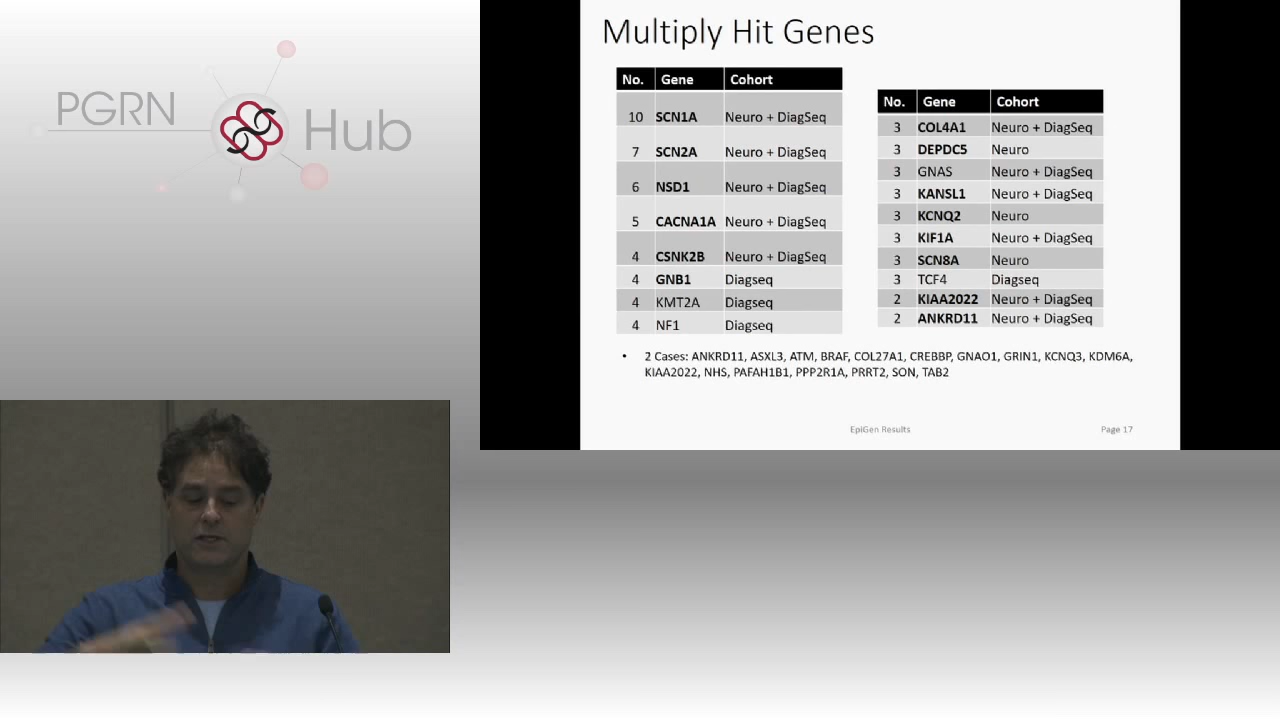 PGRN Hub
Multiply Hit Genes
No. Gene Cohort
10 SCN1A Neuro + DiagSeq
7 SCN2A Neuro + DiagSeq
6 NSD1 Neuro + DiagSeq
5 CACNA1A Neuro + DiagSeq
4 CSNK2B Neuro + DiagSeq
4 GNB1 Diagseq
4 KMT2A Diagseq
4 NF1 Diagseq
No. Gene Cohort
3 COL4A1 Neuro + DiagSeq
3 DEPDC5 Neuro
3 GNAS Neuro + DiagSeq
3 KANSL1 Neuro + DiagSeq
3 KCNQ2 Neuro
3 KIF1A Neuro + DiagSeq
3 SCN8A Neuro
3 TCF4 Diagseq
2 KIAA2022 Neuro + DiagSeq
2 ANKRD11 Neuro + DiagSeq
• 2 Cases: ANKRD11, ASXL3, ATM, BRAF, COL27A1, CREBBP, GNAO1, GRIN1, KCNQ3, KDM6A,
KIAA2022, NHS, PAFAH1B1, PPP2R1A, PRRT2, SON, TAB2
EpiGen Results Page 17